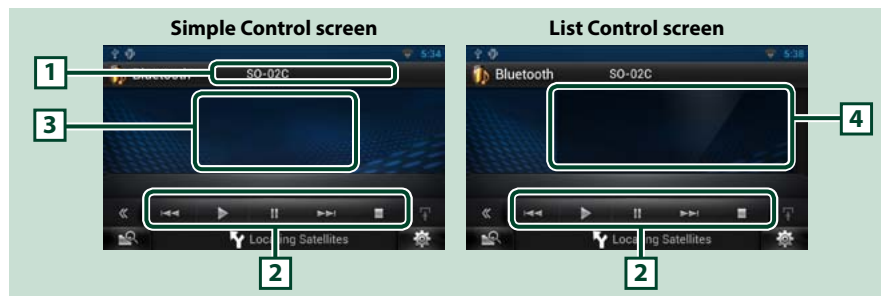 Simple Control screen
List Control screen
5:34
5:38
1
Bluetooth
SO-02C
Bluetooth
SO-02C
3
4
Locating Satellites
Locating Satellites
2
2